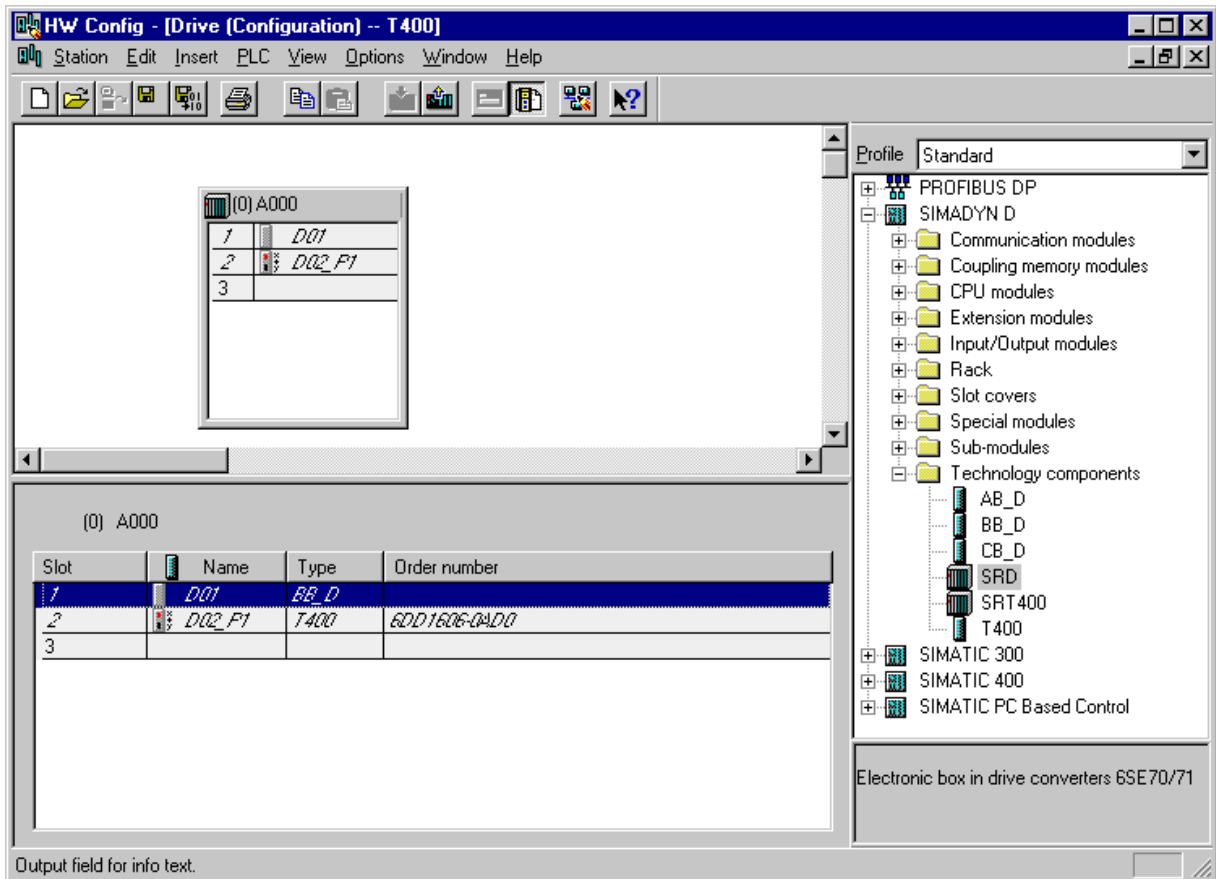 HW Config - [Drive (Configuration) -- T400]
Station Edit Insert PLC View Options Window Help
(0) A000
1 D01
2 D02_P1
3
Profile Standard
PROFIBUS DP
SIMADYN D
Communication modules
Coupling memory modules
CPU modules
Extension modules
Input/Output modules
Rack
Slot covers
Special modules
Sub-modules
Technology components
AB_D
BB_D
CB_D
SRD
SRT400
T400
SIMATIC 300
SIMATIC 400
SIMATIC PC Based Control
(0) A000
Slot Name Type Order number
1 D01 BB_D
2 D02_P1 T400 6DD1606-0AD0
3
Electronic box in drive converters 6SE70/71
Output field for info text.